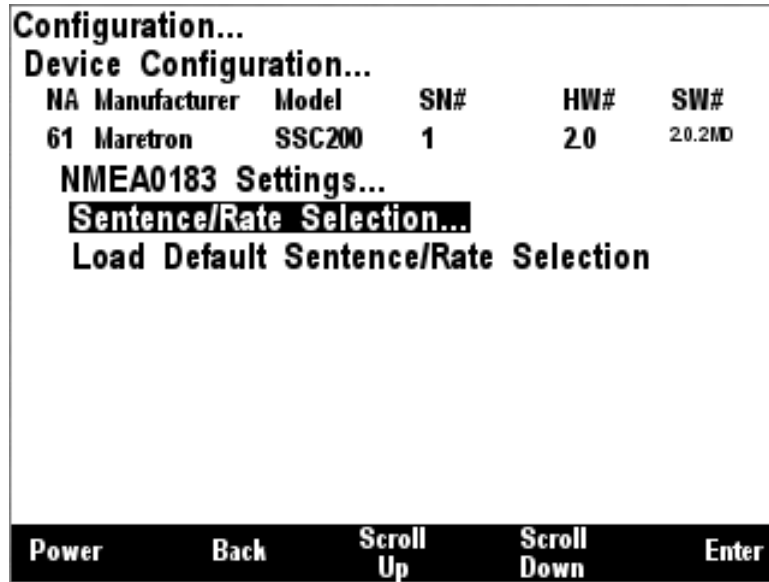 Configuration...
Device Configuration...
NA Manufacturer Model SN# HW# SW#
61 Maretron SSC200 1 2.0 2.0.2MD
NMEA0183 Settings...
Sentence/Rate Selection...
Load Default Sentence/Rate Selection
Power Back Scroll Up Scroll Down Enter